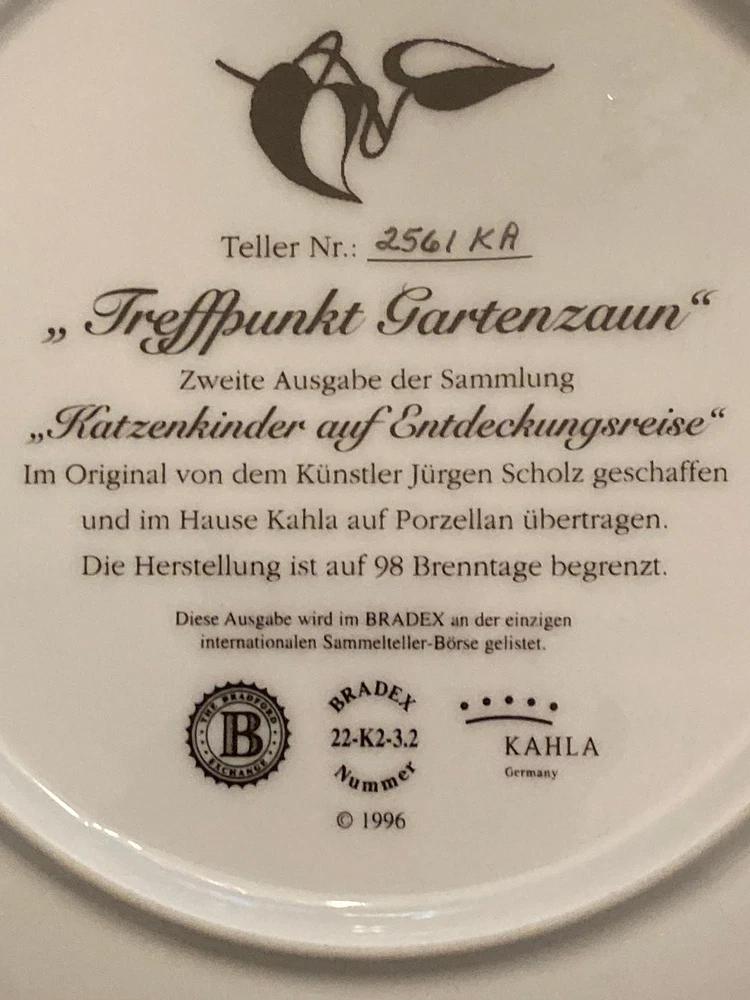 Teller Nr.: 2561 KA
„Treffpunkt Gartenzaun“
Zweite Ausgabe der Sammlung
„Katzenkinder auf Entdeckungsreise“
Im Original von dem Künstler Jürgen Scholz geschaffen
und im Hause Kahla auf Porzellan übertragen.
Die Herstellung ist auf 98 Brenntage begrenzt.
Diese Ausgabe wird im BRADEX an der einzigen
internationalen Sammelteller-Börse gelistet.
THE BRADFORD
B
EXCHANGE
BRADEX
22-K2-3.2
Nummer
KAHLA
Germany
© 1996